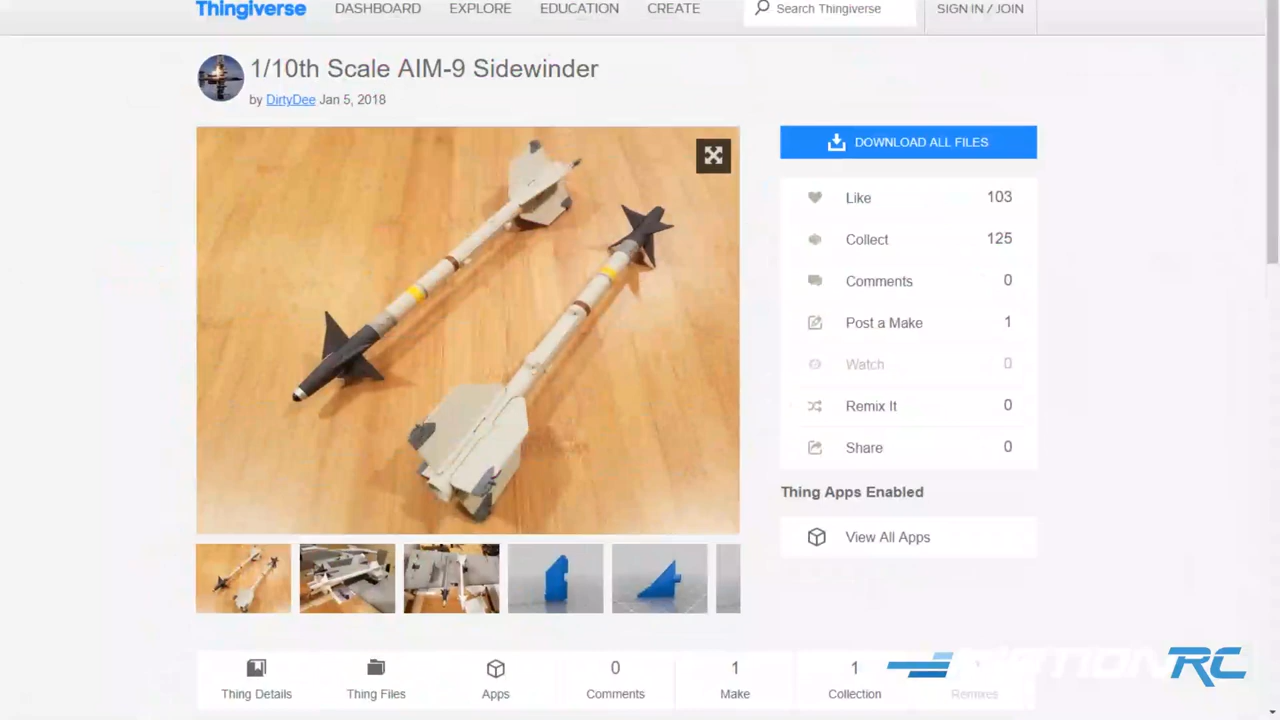 Thingiverse DASHBOARD EXPLORE EDUCATION CREATE Search Thingiverse SIGN IN / JOIN
1/10th Scale AIM-9 Sidewinder
by DirtyDee Jan 5, 2018
DOWNLOAD ALL FILES
Like 103
Collect 125
Comments 0
Post a Make 1
Watch 0
Remix It 0
Share 0
Thing Apps Enabled
View All Apps
0 1 1
Thing Details Thing Files Apps Comments Make Collection Remixes
MOTION RC